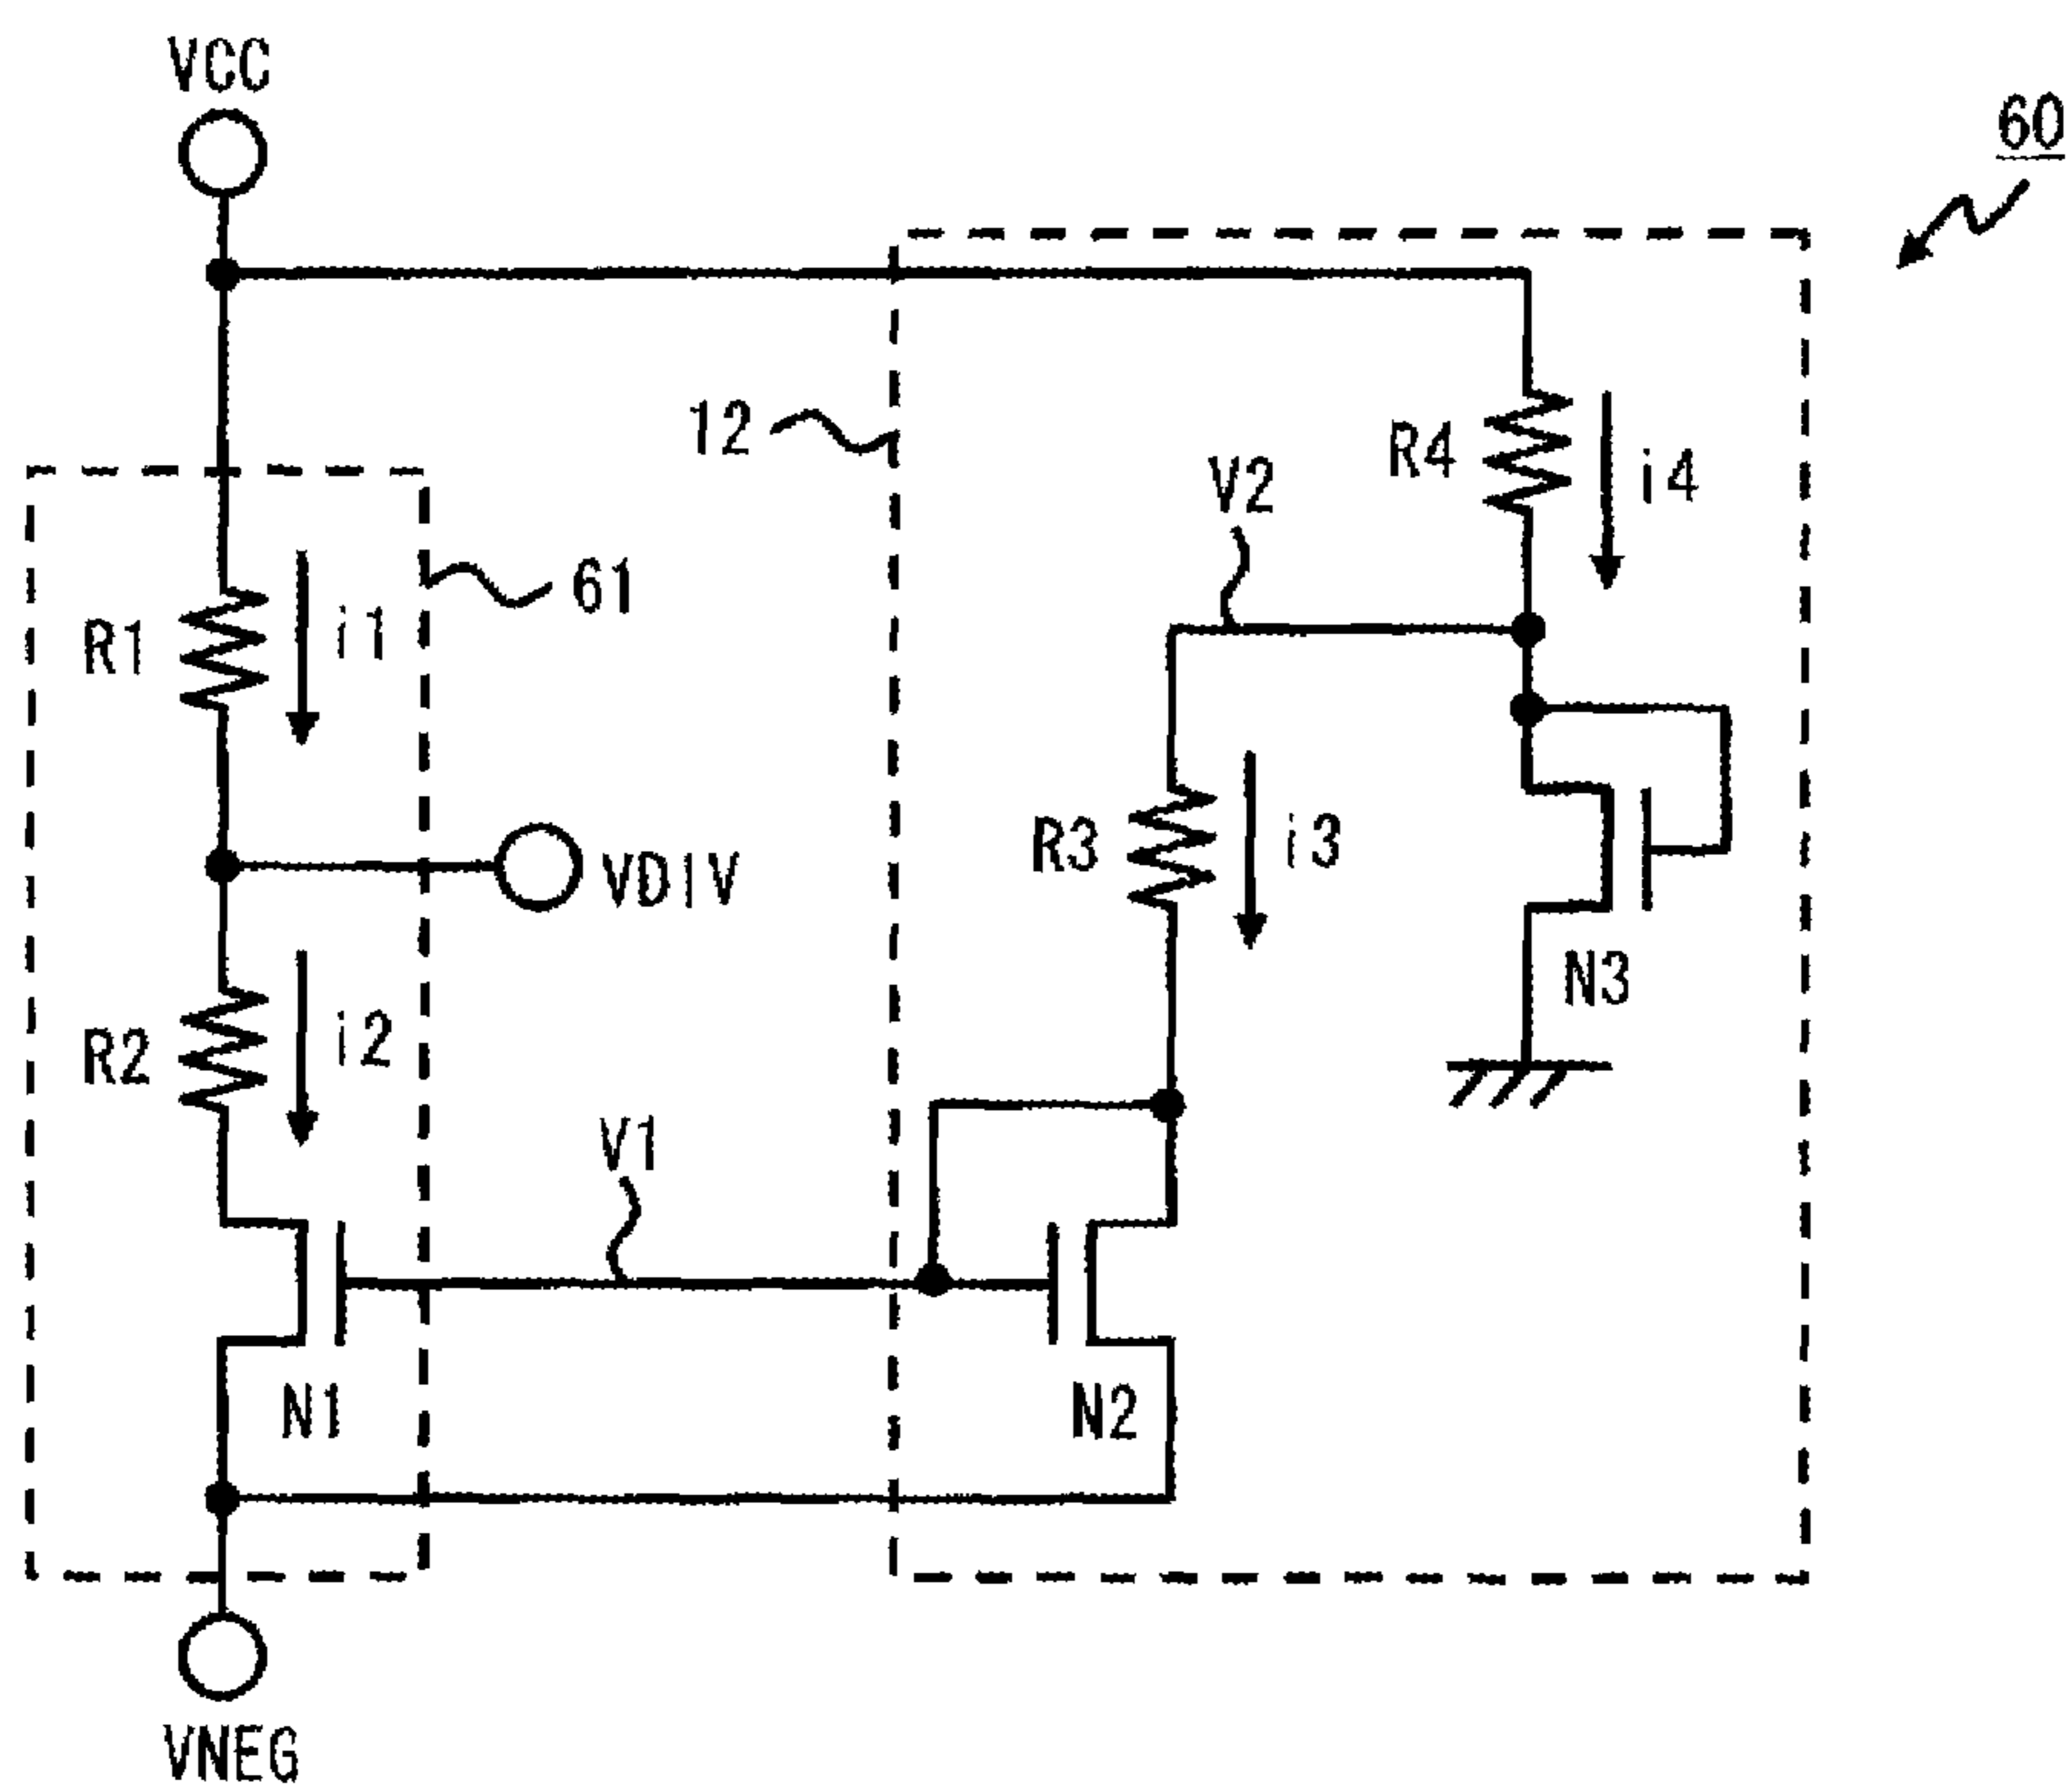 VCC
60
12
R4
i4
V2
61
R1
i1
R3
i3
VDIV
N3
R2
i2
V1
N1
N2
VNEG